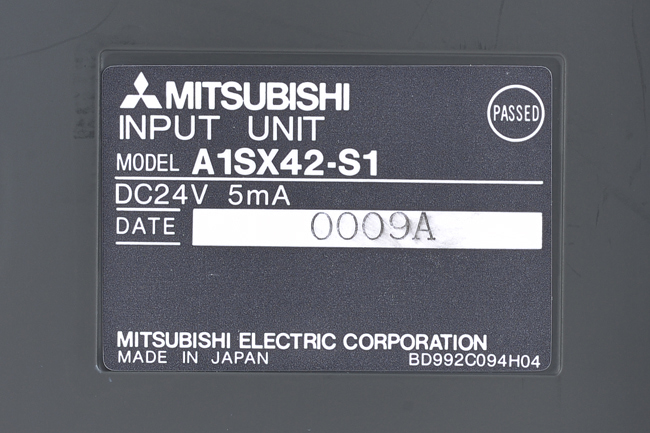 MITSUBISHI
PASSED
INPUT UNIT
MODEL A1SX42-S1
DC24V 5mA
DATE 0009A
MITSUBISHI ELECTRIC CORPORATION
MADE IN JAPAN BD992C094H04